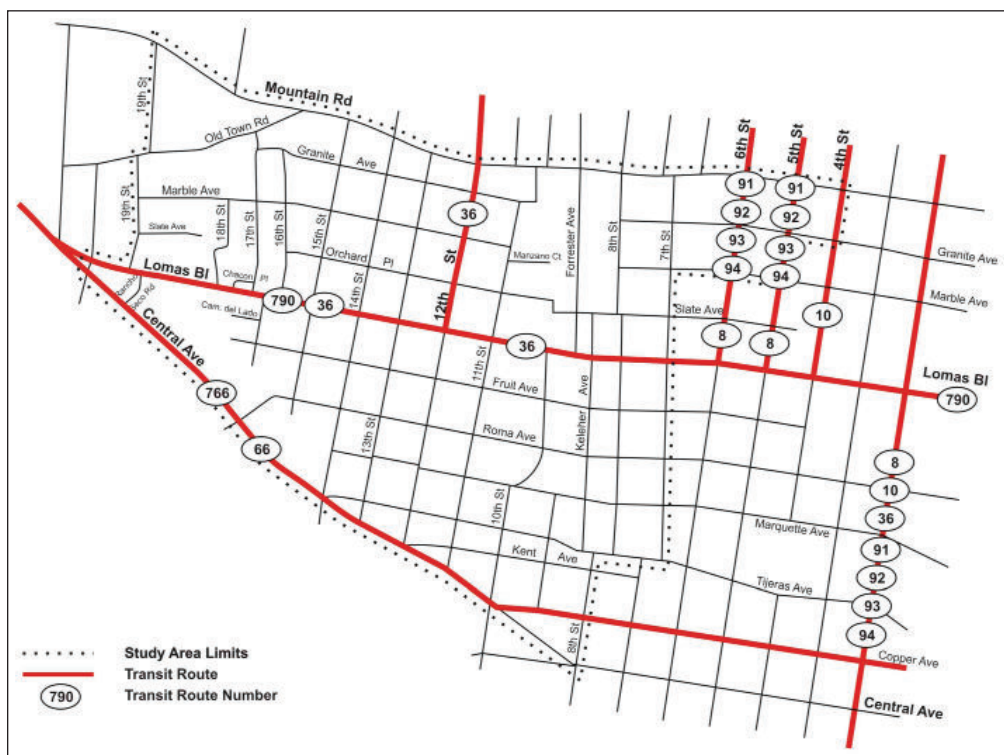 19th St
Mountain Rd
Old Town Rd
Granite Ave
6th St
5th St
4th St
91
91
92
92
93
93
94
94
Marble Ave
36
19th St
Slate Ave
18th St
17th St
16th St
15th St
Orchard Pl
Manzano Ct
Forrester Ave
8th St
7th St
Granite Ave
Marble Ave
Lomas Bl
Chacon Pl
Rancho Seco Rd
Cam. del Lado
790
36
14th St
12th St
Slate Ave
10
8
8
36
Central Ave
11th St
Fruit Ave
Keleher Ave
Lomas Bl
790
766
66
Roma Ave
13th St
10th St
8
10
36
91
92
93
94
Marquette Ave
Kent Ave
Tijeras Ave
8th St
Copper Ave
Central Ave
Study Area Limits
Transit Route
790
Transit Route Number